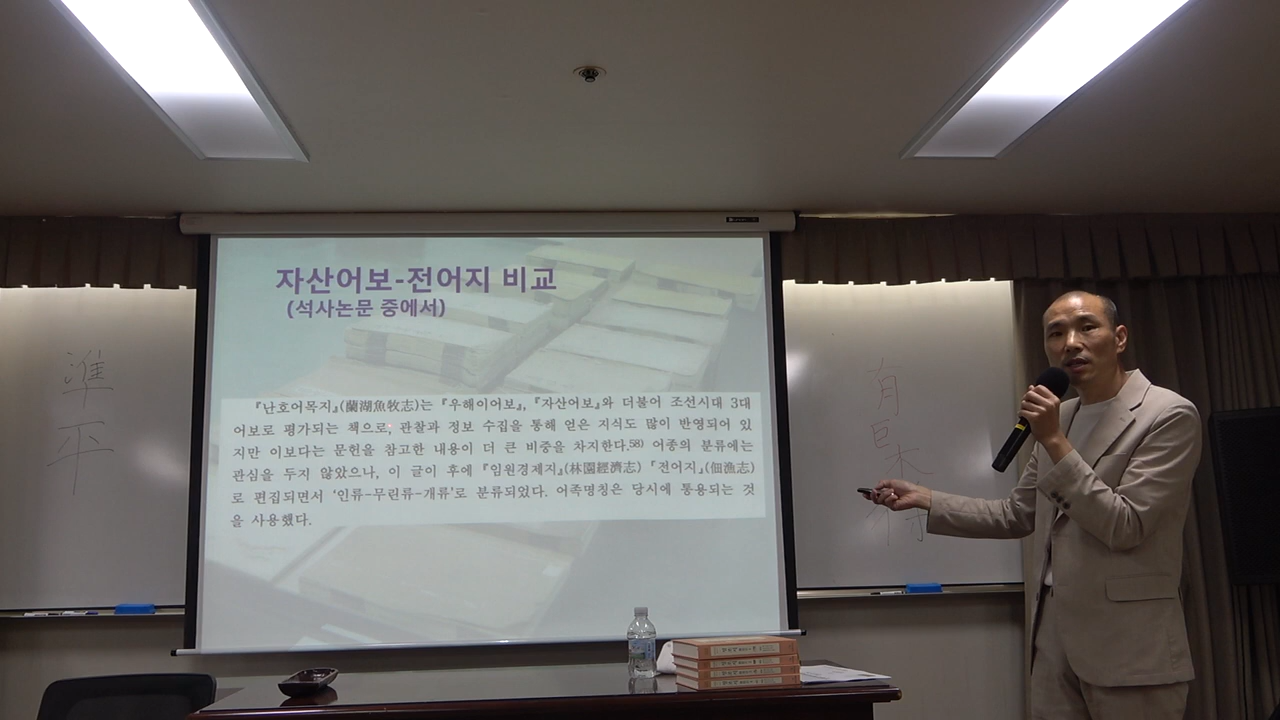 자산어보-전어지 비교
(석사논문 중에서)
『난호어목지』(蘭湖魚牧志)는 『우해이어보』, 『자산어보』와 더불어 조선시대 3대
어보로 평가되는 책으로, 관찰과 정보 수집을 통해 얻은 지식도 많이 반영되어 있
지만 이보다는 문헌을 참고한 내용이 더 큰 비중을 차지한다.58) 어종의 분류에는
관심을 두지 않았으나, 이 글이 후에 『임원경제지』(林園經濟志) 『전어지』(佃漁志)
로 편집되면서 ‘인류-무린류-개류’로 분류되었다. 어족명칭은 당시에 통용되는 것
을 사용했다.
準
平
有